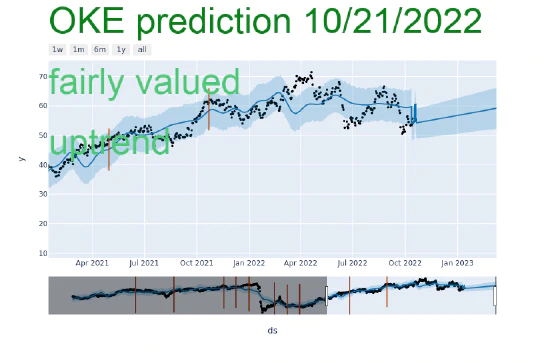 OKE prediction 10/21/2022
1w 1m 6m 1y all
fairly valued
uptrend
70
60
50
40
30
20
10
y
Apr 2021 Jul 2021 Oct 2021 Jan 2022 Apr 2022 Jul 2022 Oct 2022 Jan 2023
ds